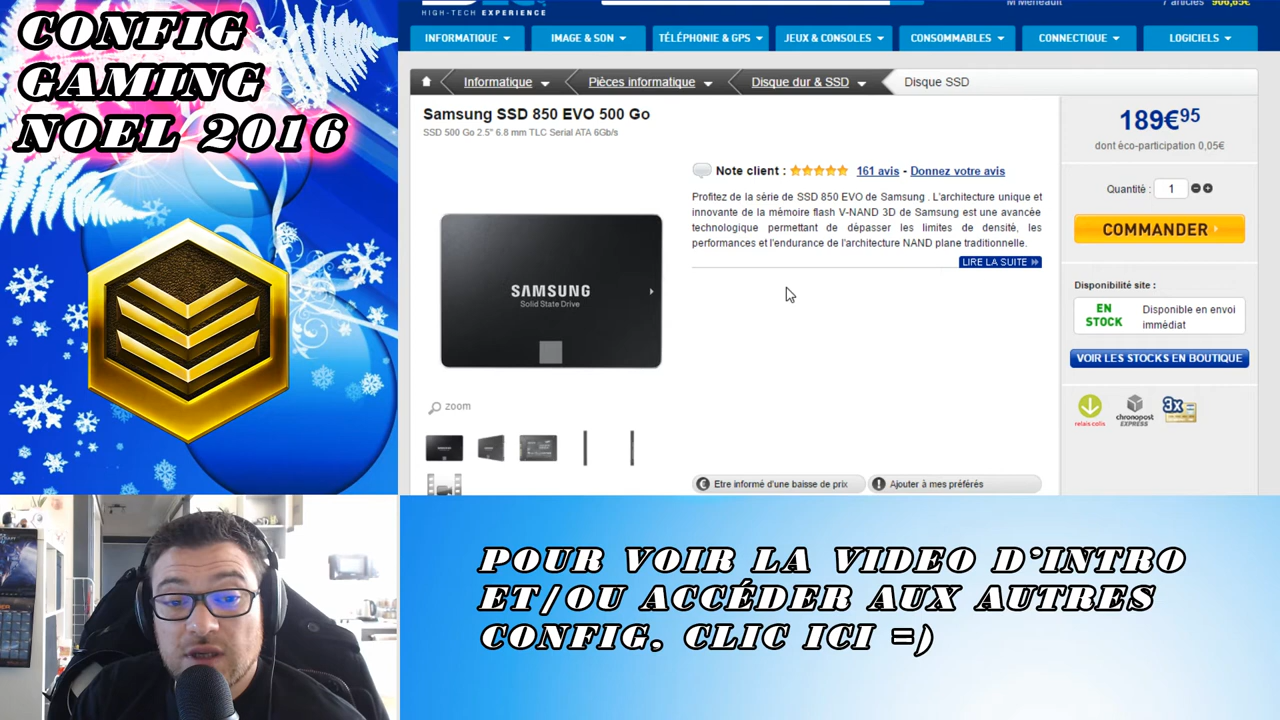 CONFIG
GAMING
NOEL 2016
HIGH-TECH EXPERIENCE
7 articles 906,65€
INFORMATIQUE
IMAGE & SON
TÉLÉPHONIE & GPS
JEUX & CONSOLES
CONSOMMABLES
CONNECTIQUE
LOGICIELS
Informatique
Pièces informatique
Disque dur & SSD
Disque SSD
Samsung SSD 850 EVO 500 Go
SSD 500 Go 2.5" 6.8 mm TLC Serial ATA 6Gb/s
Note client : 161 avis - Donnez votre avis
Profitez de la série de SSD 850 EVO de Samsung . L'architecture unique et
innovante de la mémoire flash V-NAND 3D de Samsung est une avancée
technologique permettant de dépasser les limites de densité, les
performances et l'endurance de l'architecture NAND plane traditionnelle.
LIRE LA SUITE
SAMSUNG
Solid State Drive
zoom
Etre informé d'une baisse de prix
Ajouter à mes préférés
189€95
dont éco-participation 0,05€
Quantité : 1
COMMANDER
Disponibilité site :
EN
STOCK
Disponible en envoi
immédiat
VOIR LES STOCKS EN BOUTIQUE
relais colis
chronopost
EXPRESS
3x
POUR VOIR LA VIDEO D'INTRO
ET/OU ACCÉDER AUX AUTRES
CONFIG, CLIC ICI =)